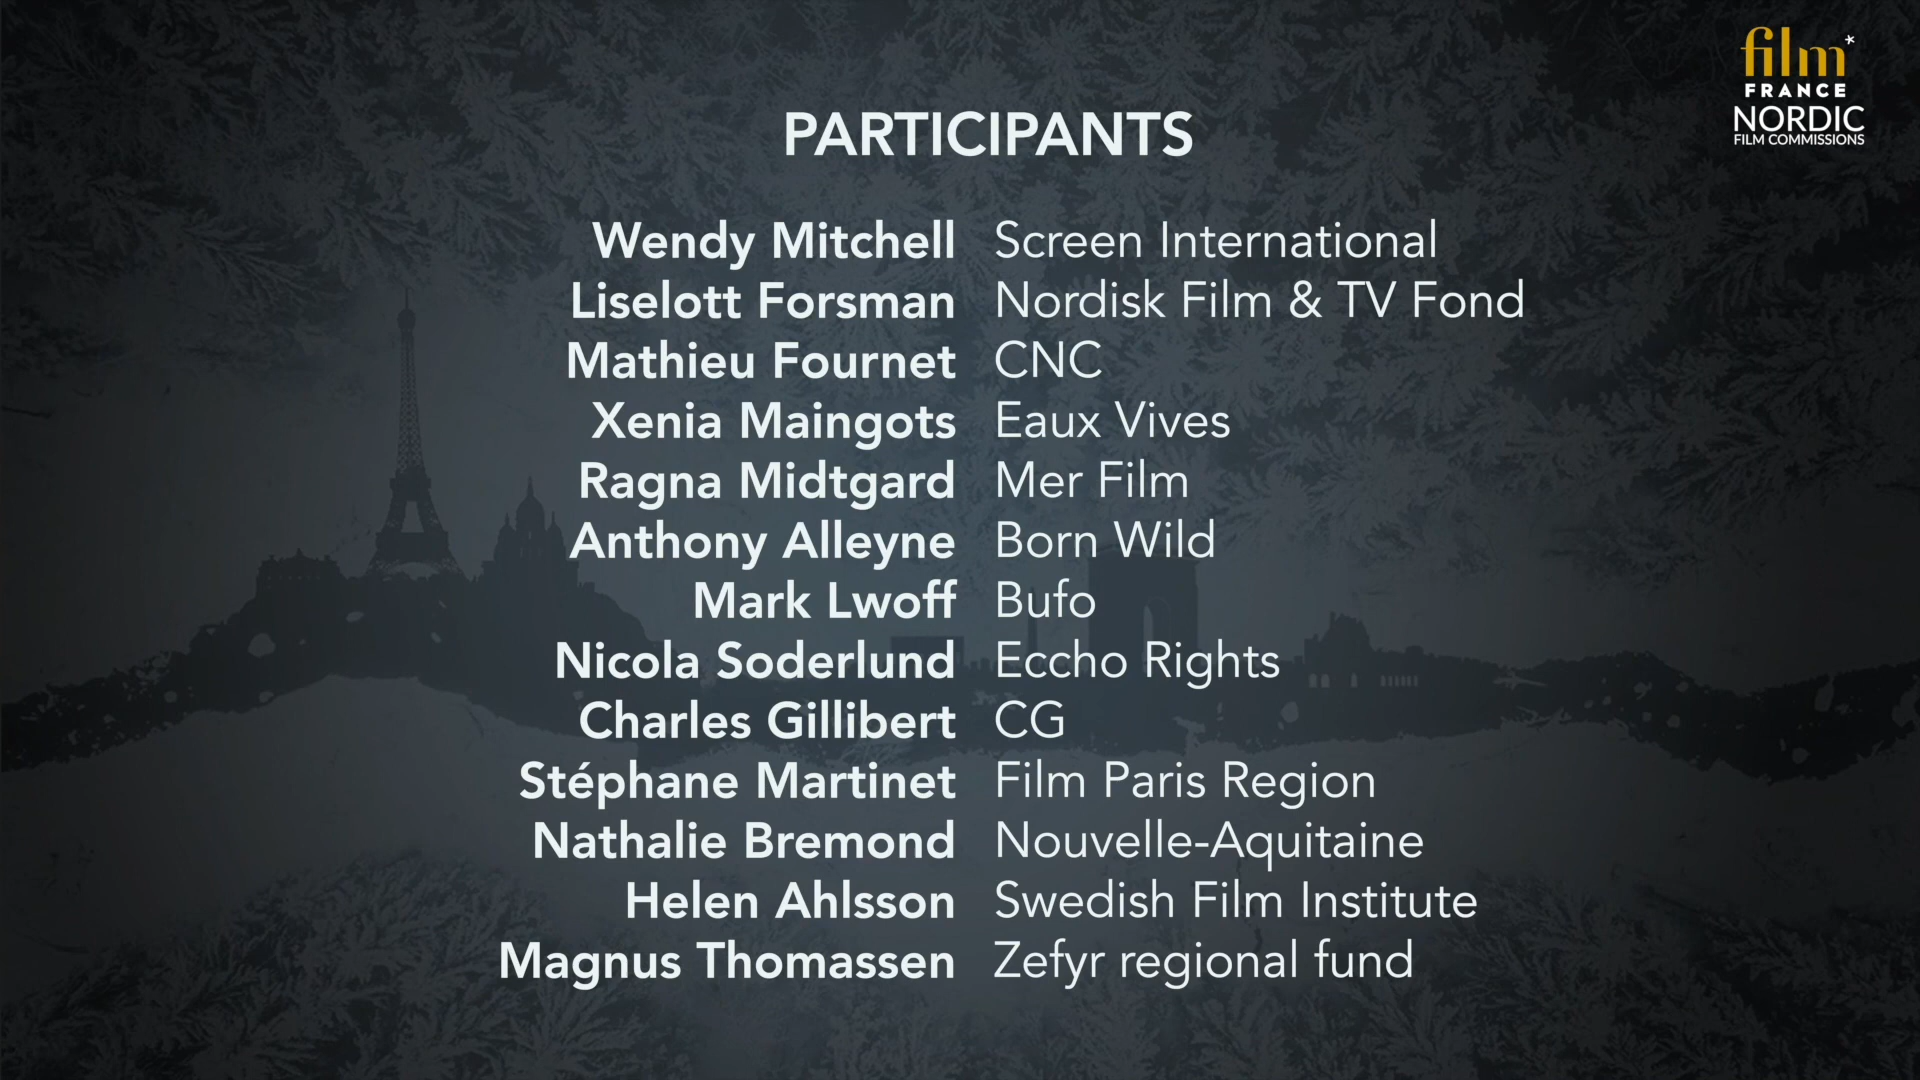 film*
FRANCE
NORDIC
FILM COMMISSIONS
PARTICIPANTS
Wendy Mitchell Screen International
Liselott Forsman Nordisk Film & TV Fond
Mathieu Fournet CNC
Xenia Maingots Eaux Vives
Ragna Midtgard Mer Film
Anthony Alleyne Born Wild
Mark Lwoff Bufo
Nicola Soderlund Eccho Rights
Charles Gillibert CG
Stéphane Martinet Film Paris Region
Nathalie Bremond Nouvelle-Aquitaine
Helen Ahlsson Swedish Film Institute
Magnus Thomassen Zefyr regional fund